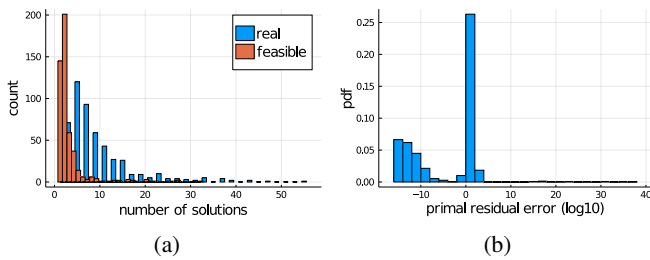 200
150
100
50
0
count
0 10 20 30 40 50
number of solutions
real
feasible
(a)
0.25
0.20
0.15
0.10
0.05
0.00
pdf
−10 0 10 20 30 40
primal residual error (log10)
(b)